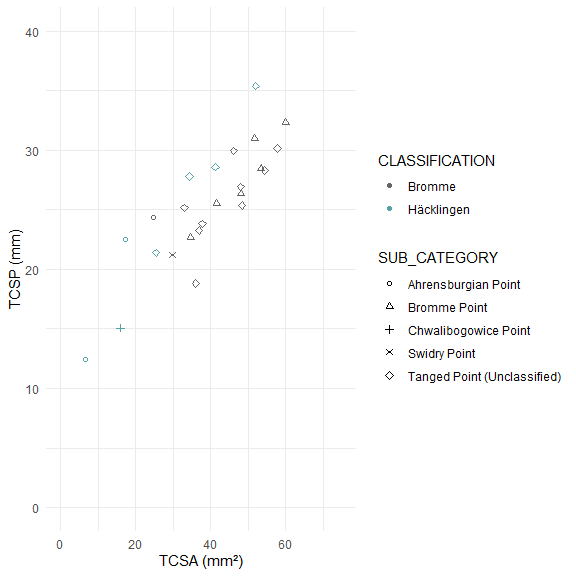 40
30
20
10
0
TCSP (mm)
0 20 40 60
TCSA (mm²)
CLASSIFICATION
Bromme
Häcklingen
SUB_CATEGORY
Ahrensburgian Point
Bromme Point
Chwalibogowice Point
Swidry Point
Tanged Point (Unclassified)